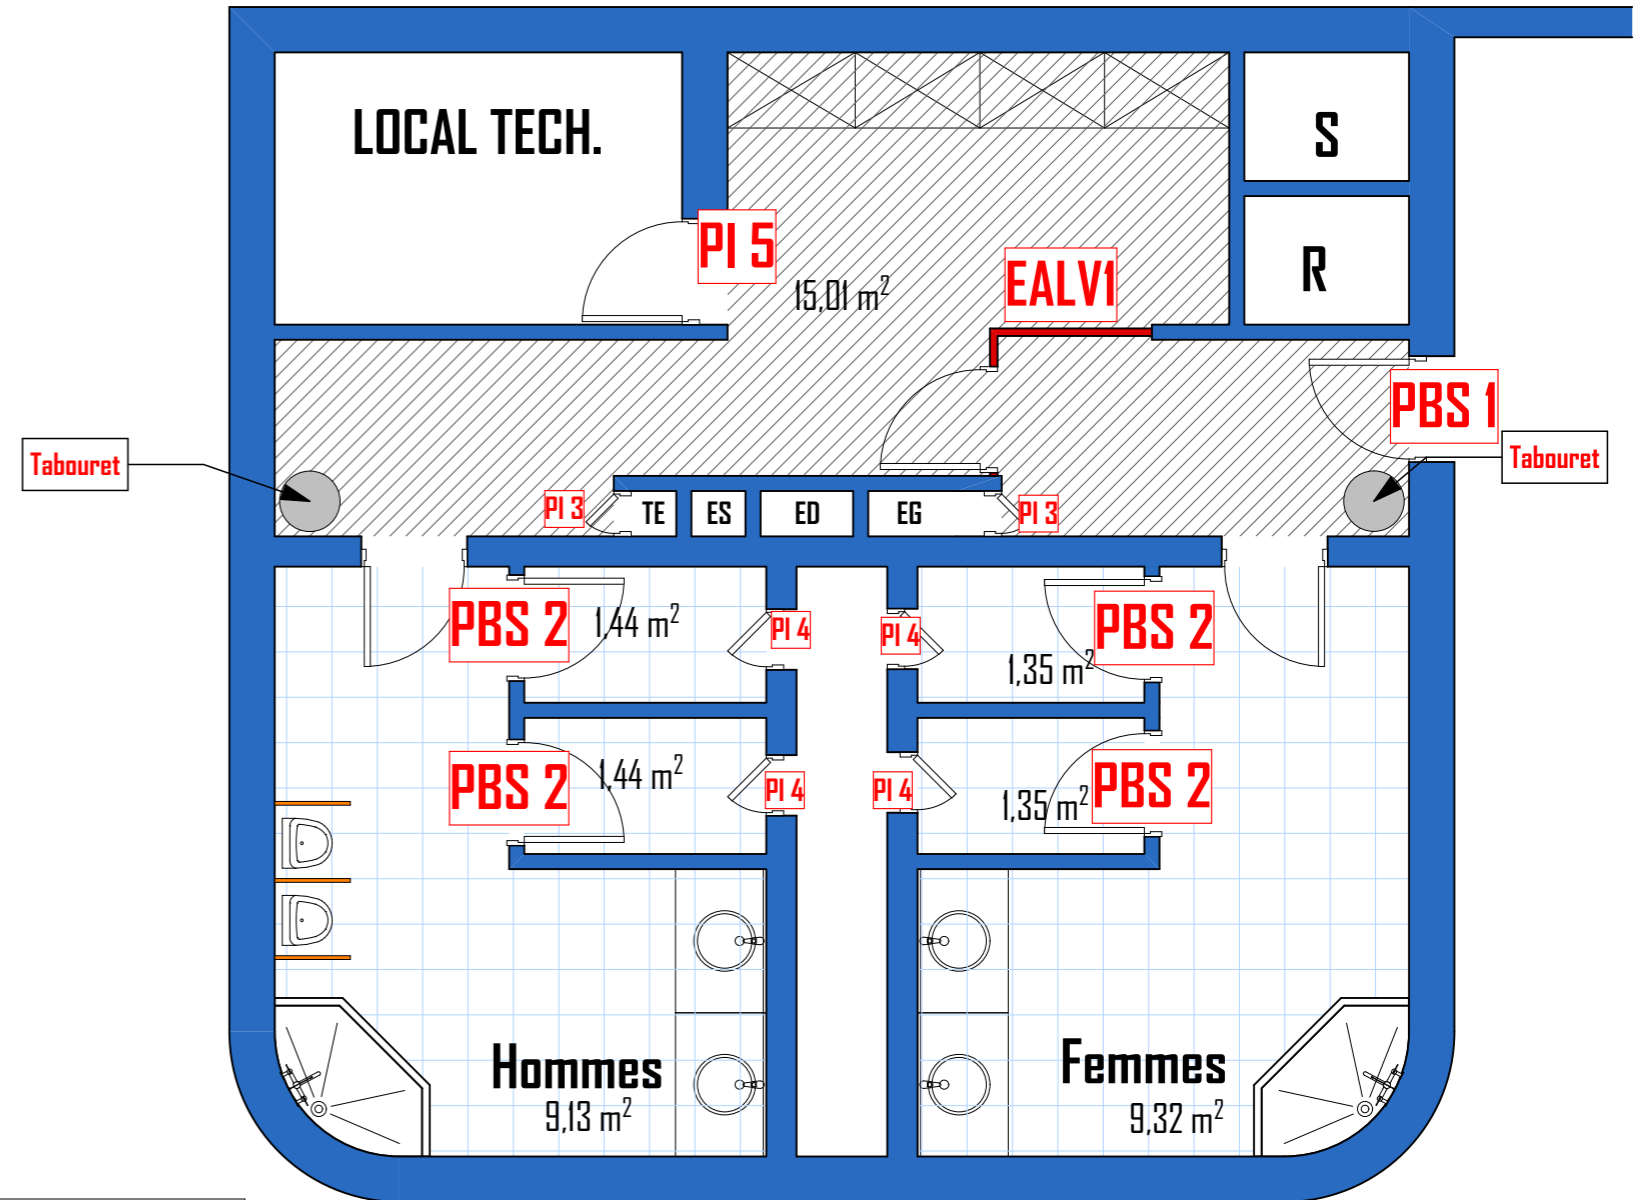 LOCAL TECH.
S
PI 5
R
EALV1
15,01 m²
PBS 1
Tabouret
Tabouret
PI 3
TE
ES
ED
EG
PI 3
PBS 2
1,44 m²
PI 4
PI 4
PBS 2
1,35 m²
PBS 2
1,44 m²
PI 4
PI 4
1,35 m²
PBS 2
Hommes
9,13 m²
Femmes
9,32 m²